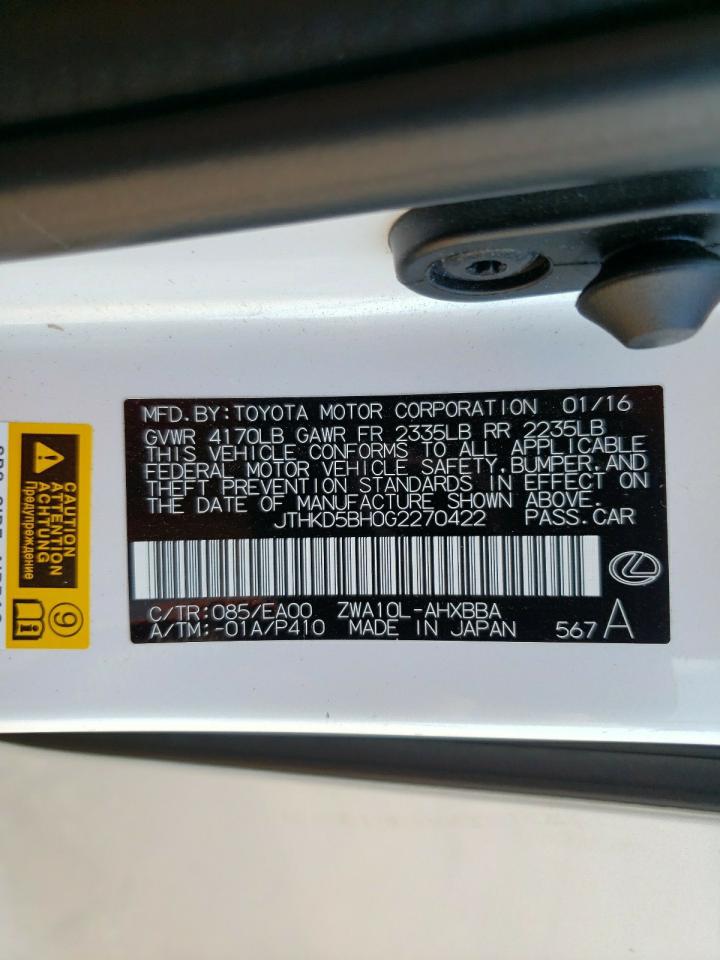 MFD.BY:TOYOTA MOTOR CORPORATION 01/16
GVWR 4170LB GAWR FR 2335LB RR 2235LB
THIS VEHICLE CONFORMS TO ALL APPLICABLE
FEDERAL MOTOR VEHICLE SAFETY,BUMPER,AND
THEFT PREVENTION STANDARDS IN EFFECT ON
THE DATE OF MANUFACTURE SHOWN ABOVE.
JTHKD5BH0G2270422 PASS.CAR
C/TR:085/EA00 ZWA10L-AHXBBA
A/TM:-01A/P410 MADE IN JAPAN 567 A
CAUTION
ATTENTION
ACHTUNG
Предупреждение
9